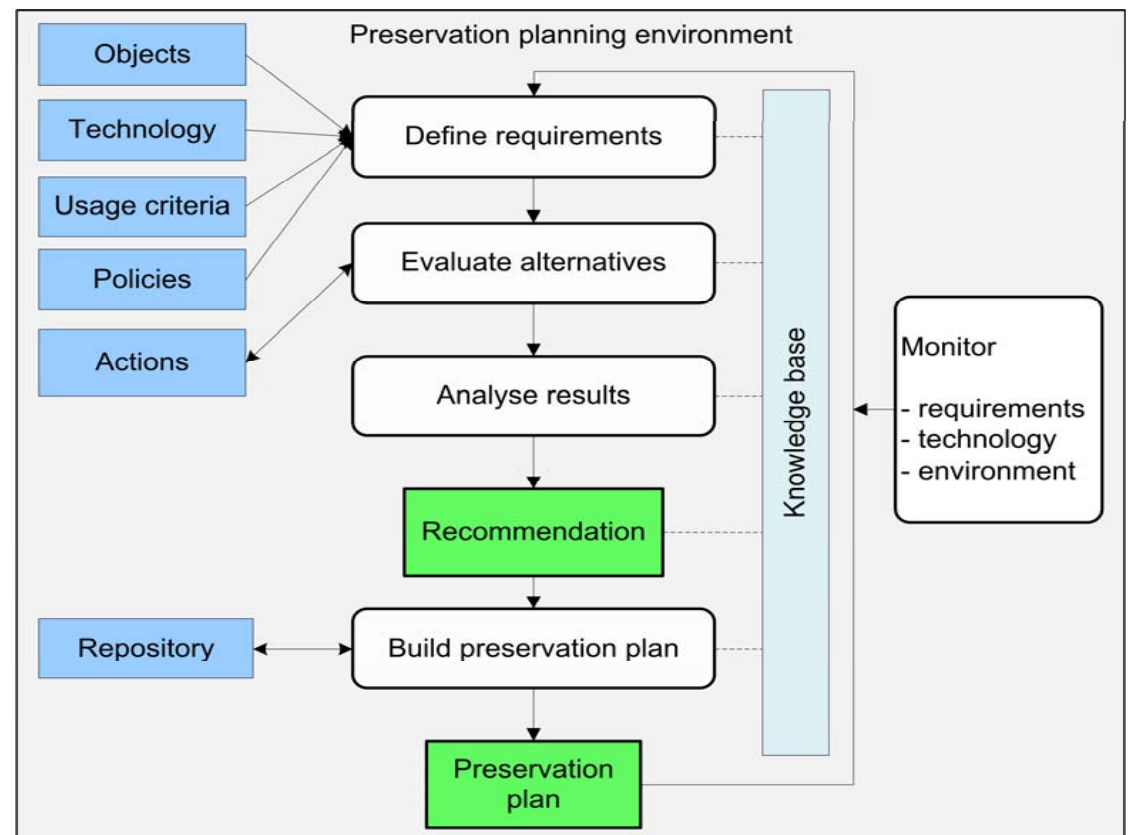 Preservation planning environment
Objects
Technology
Usage criteria
Policies
Actions
Define requirements
Evaluate alternatives
Analyse results
Recommendation
Repository
Build preservation plan
Preservation
plan
Knowledge base
Monitor
- requirements
- technology
- environment